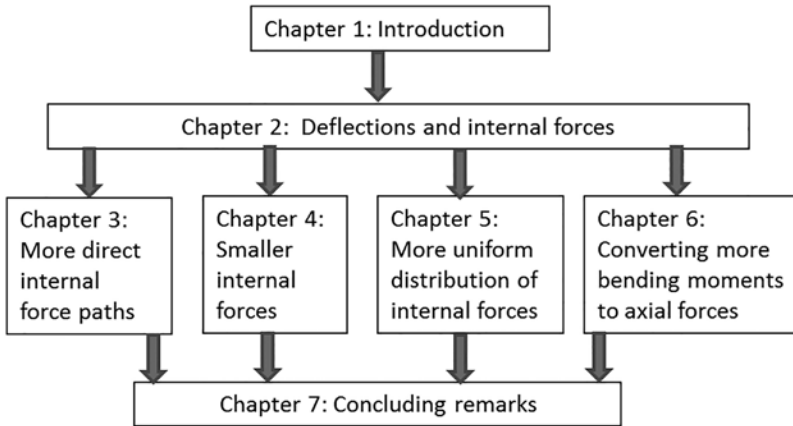 Chapter 1: Introduction
Chapter 2: Deflections and internal forces
Chapter 3:
More direct
internal
force paths
Chapter 4:
Smaller
internal
forces
Chapter 5:
More uniform
distribution of
internal forces
Chapter 6:
Converting more
bending moments
to axial forces
Chapter 7: Concluding remarks